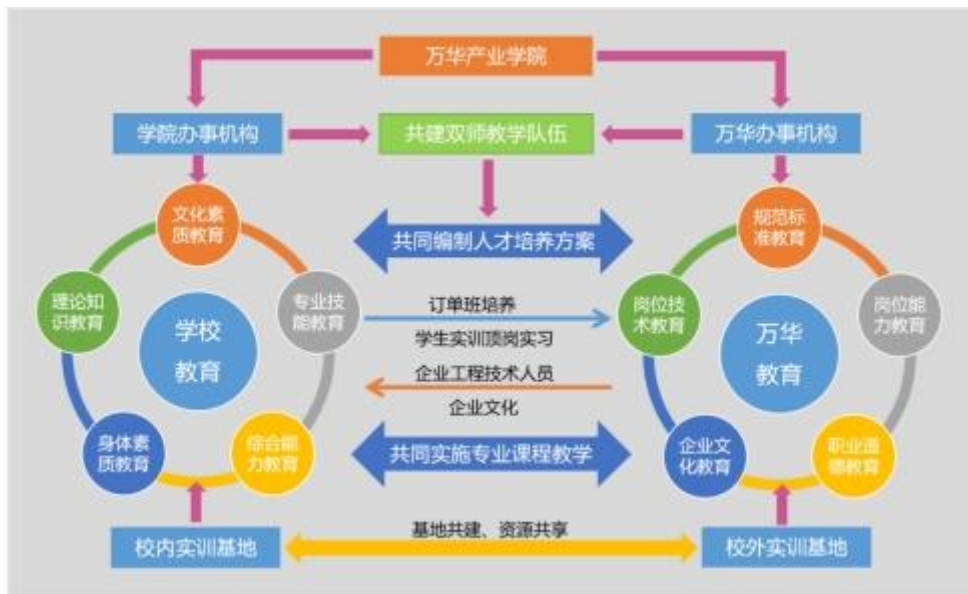 万华产业学院
学院办事机构
共建双师教学队伍
万华办事机构
文化素
质教育
理论知
识教育
专业技
能教育
学校
教育
身体素
质教育
综合能
力教育
共同编制人才培养方案
订单班培养
学生实训顶岗实习
企业工程技术人员
企业文化
共同实施专业课程教学
规范标
准教育
岗位技
术教育
岗位能
力教育
万华
教育
企业文
化教育
职业道
德教育
校内实训基地
基地共建、资源共享
校外实训基地